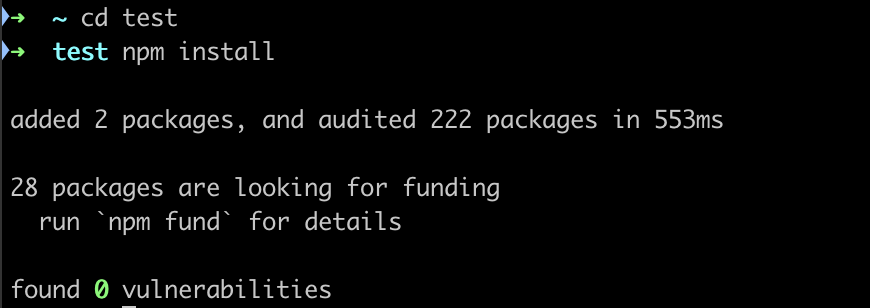 ➜  ~ cd test
➜  test npm install
added 2 packages, and audited 222 packages in 553ms
28 packages are looking for funding
  run `npm fund` for details
found 0 vulnerabilities